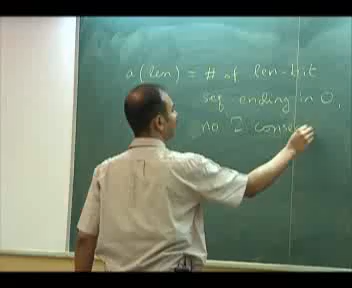 a(len) = # of len-bit
seq ending in 0,
no 2 conse